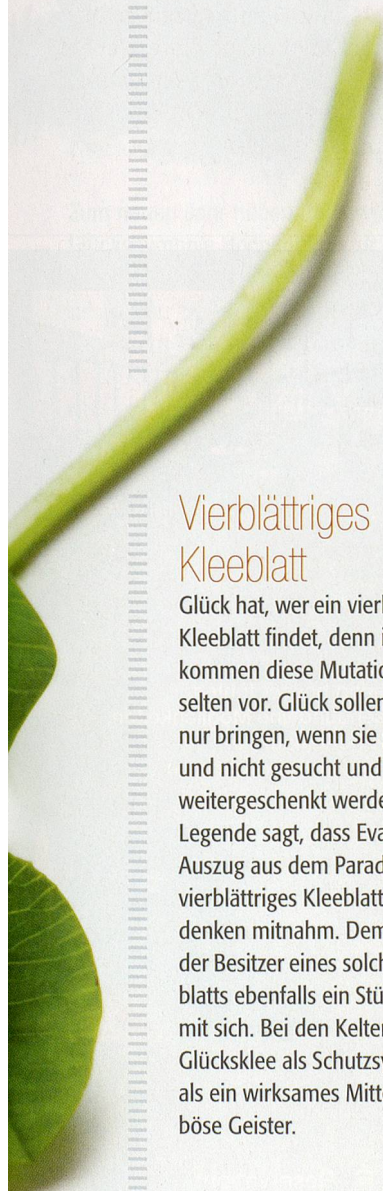 Vierblättriges
Kleeblatt
Glück hat, wer ein vierb
Kleeblatt findet, denn i
kommen diese Mutatio
selten vor. Glück sollen
nur bringen, wenn sie
und nicht gesucht und
weitergeschenkt werde
Legende sagt, dass Eva
Auszug aus dem Parad
vierblättriges Kleeblatt
denken mitnahm. Dem
der Besitzer eines solch
blatts ebenfalls ein Stü
mit sich. Bei den Kelter
Glücksklee als Schutzs
als ein wirksames Mitte
böse Geister.